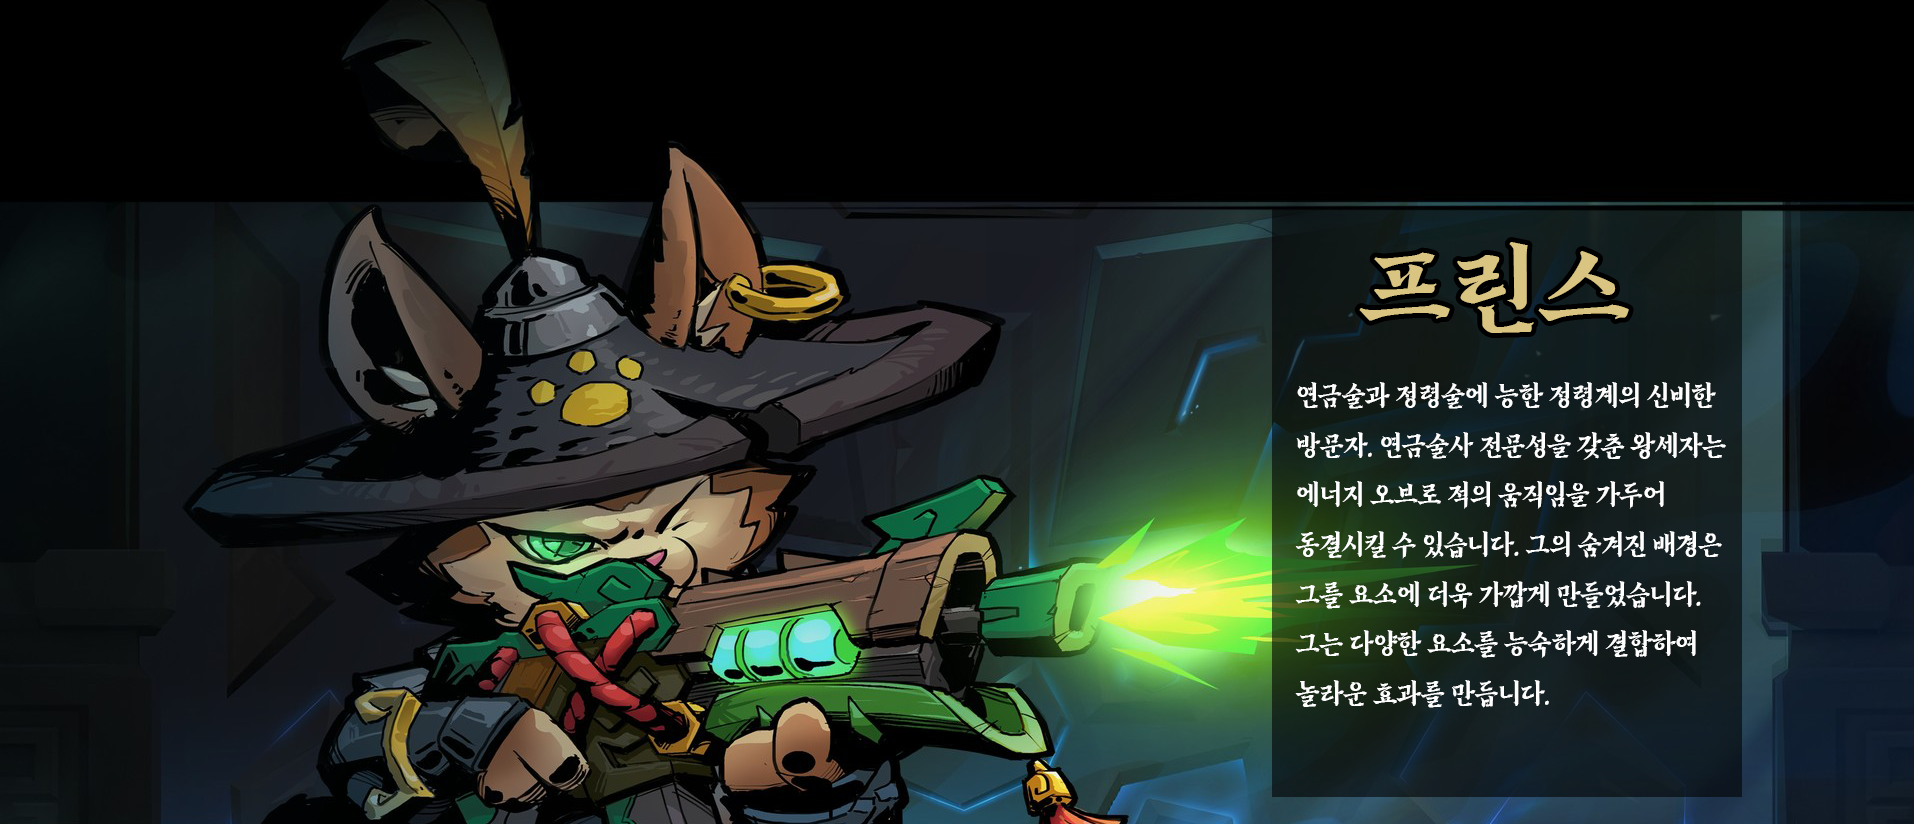 프린스
연금술과 정령술에 능한 정령계의 신비한
방문자. 연금술사 전문성을 갖춘 왕세자는
에너지 오브로 적의 움직임을 가두어
동결시킬 수 있습니다. 그의 숨겨진 배경은
그를 요소에 더욱 가깝게 만들었습니다.
그는 다양한 요소를 능숙하게 결합하여
놀라운 효과를 만듭니다.